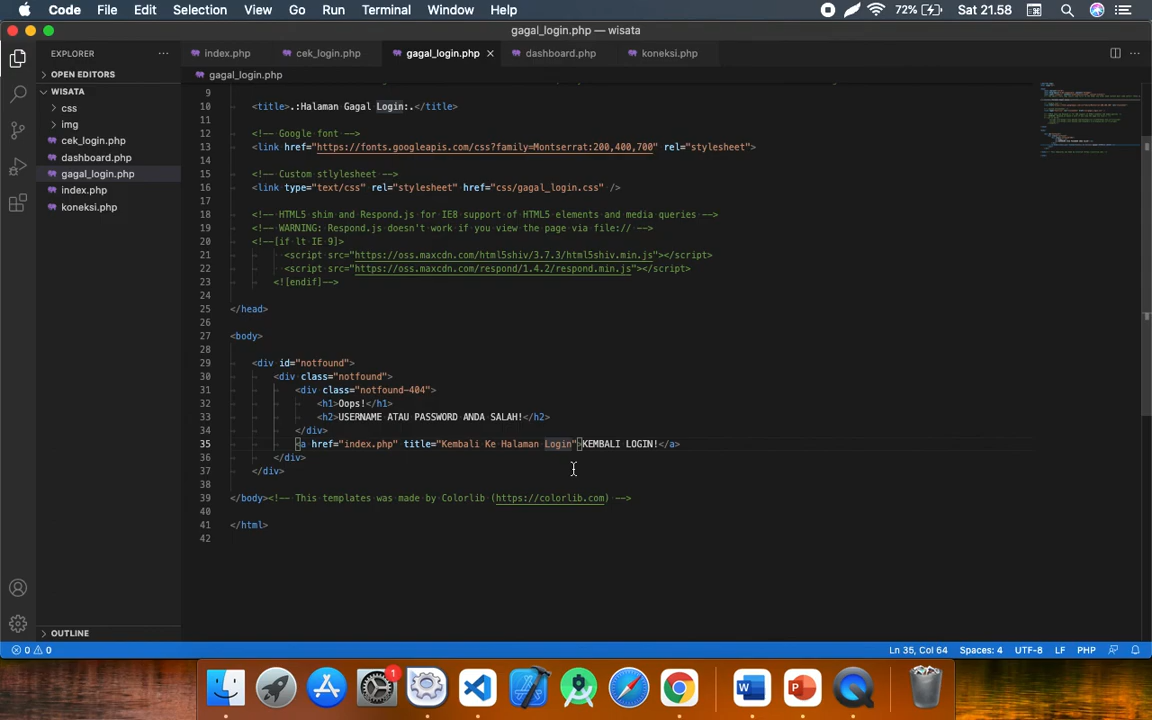 Code File Edit Selection View Go Run Terminal Window Help 72% Sat 21.58
gagal_login.php — wisata
EXPLORER
index.php cek_login.php gagal_login.php dashboard.php koneksi.php
OPEN EDITORS
gagal_login.php
WISATA
css
img
cek_login.php
dashboard.php
gagal_login.php
index.php
koneksi.php
OUTLINE
9
10 <title>.:Halaman Gagal Login:.</title>
11
12 <!-- Google font -->
13 <link href="https://fonts.googleapis.com/css?family=Montserrat:200,400,700" rel="stylesheet">
14
15 <!-- Custom stlylesheet -->
16 <link type="text/css" rel="stylesheet" href="css/gagal_login.css" />
17
18 <!-- HTML5 shim and Respond.js for IE8 support of HTML5 elements and media queries -->
19 <!-- WARNING: Respond.js doesn't work if you view the page via file:// -->
20 <!--[if lt IE 9]>
21 <script src="https://oss.maxcdn.com/html5shiv/3.7.3/html5shiv.min.js"></script>
22 <script src="https://oss.maxcdn.com/respond/1.4.2/respond.min.js"></script>
23 <![endif]-->
24
25 </head>
26
27 <body>
28
29 <div id="notfound">
30 <div class="notfound">
31 <div class="notfound-404">
32 <h1>Oops!</h1>
33 <h2>USERNAME ATAU PASSWORD ANDA SALAH!</h2>
34 </div>
35 <a href="index.php" title="Kembali Ke Halaman Login">KEMBALI LOGIN!</a>
36 </div>
37 </div>
38
39 </body><!-- This templates was made by Colorlib (https://colorlib.com) -->
40
41 </html>
42
0 0 Ln 35, Col 64 Spaces: 4 UTF-8 LF PHP
1